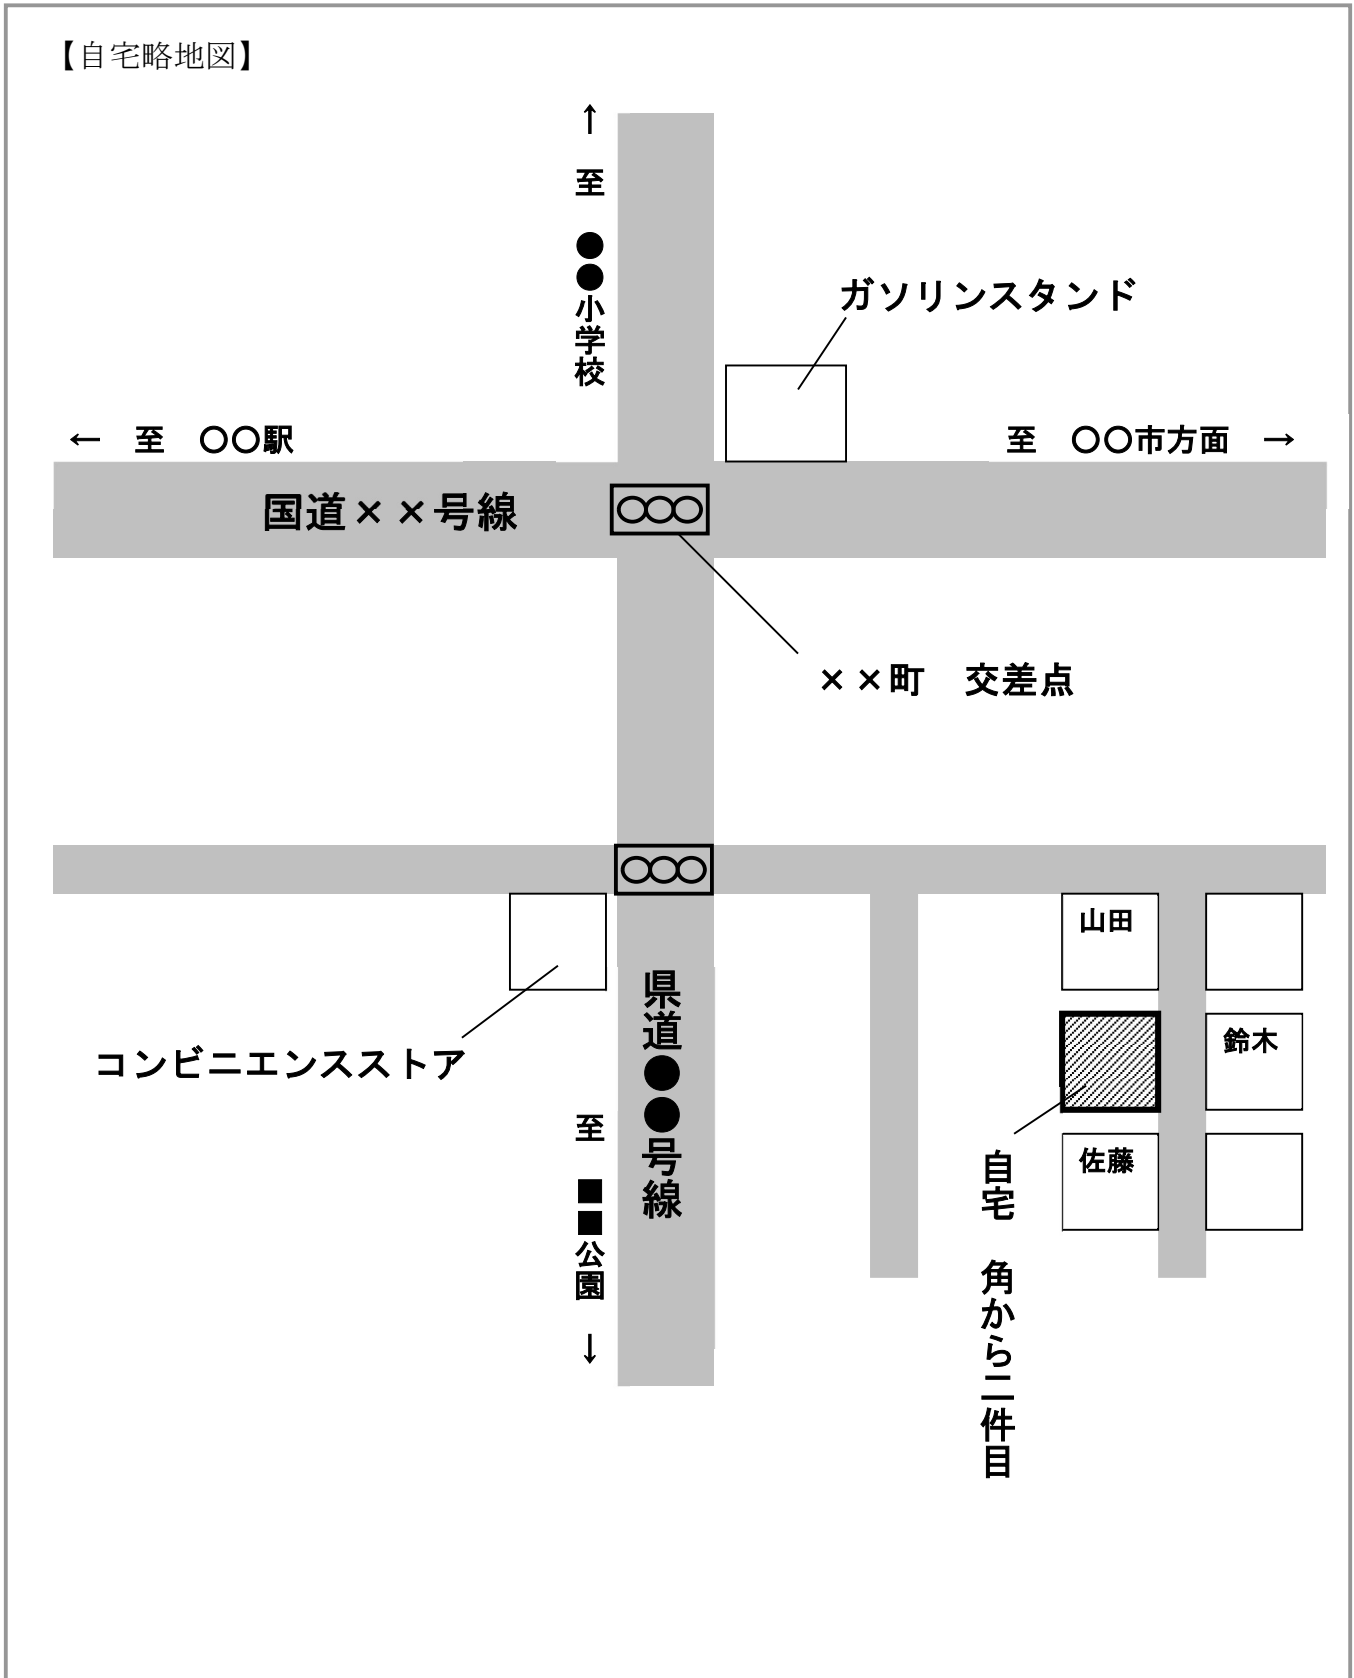 【自宅略地図】
↑　至　●●小学校
ガソリンスタンド
←　至　〇〇駅
至　〇〇市方面　→
国道××号線
××町　交差点
山田
鈴木
佐藤
コンビニエンスストア
県道●●号線
至　■■公園　↓
自宅　角から二件目